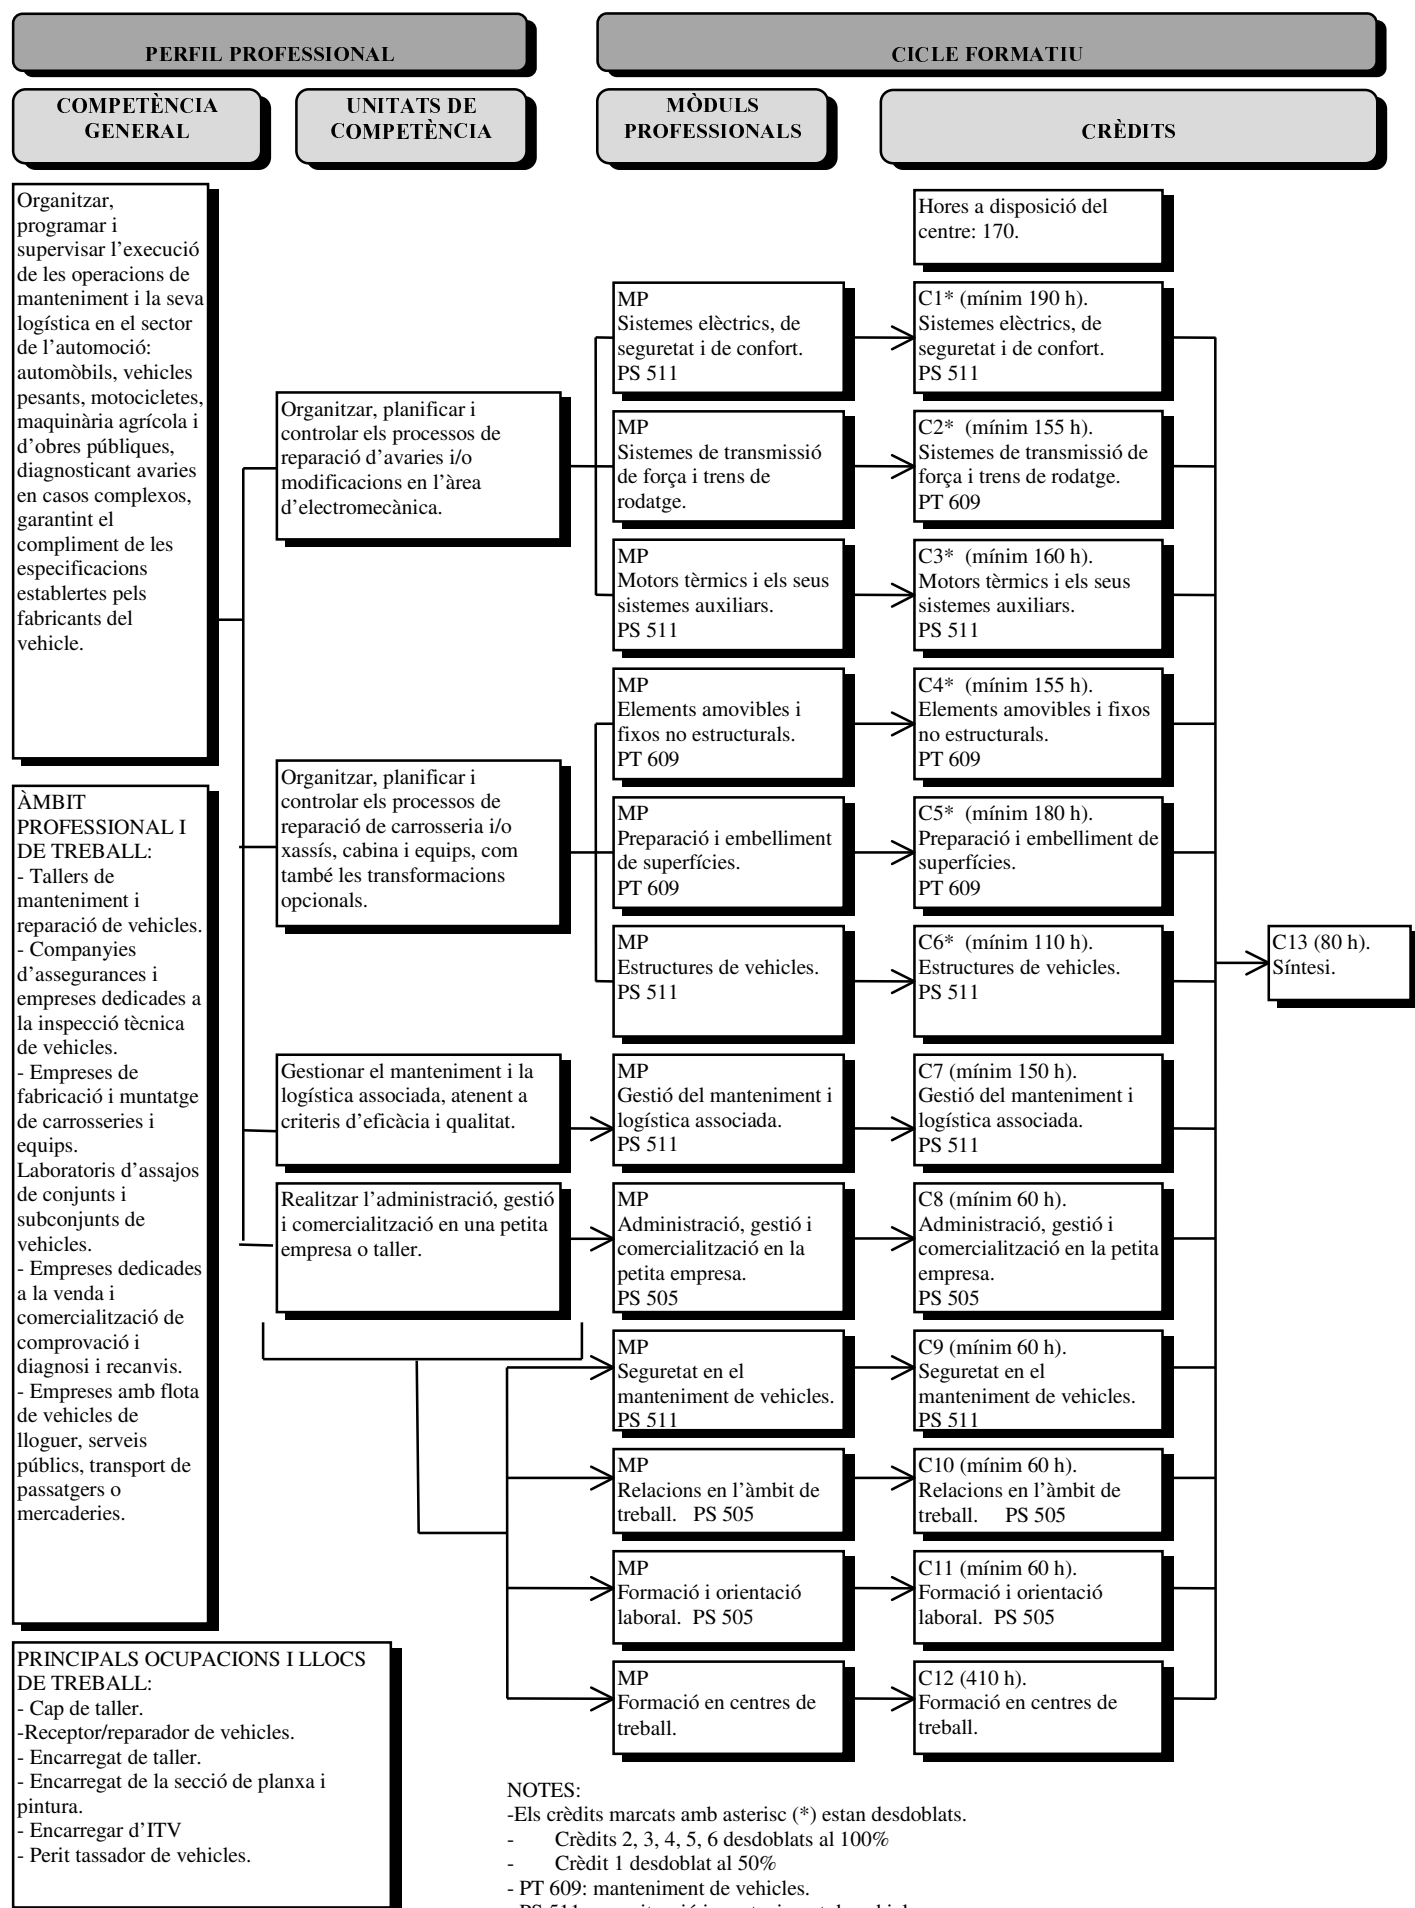 PERFIL PROFESSIONAL
CICLE FORMATIU
COMPETÈNCIA
GENERAL
UNITATS DE
COMPETÈNCIA
MÒDULS
PROFESSIONALS
CRÈDITS
Organitzar,
programar i
supervisar l’execució
de les operacions de
manteniment i la seva
logística en el sector
de l’automoció:
automòbils, vehicles
pesants, motocicletes,
maquinària agrícola i
d’obres públiques,
diagnosticant avaries
en casos complexos,
garantint el
compliment de les
especificacions
establertes pels
fabricants del
vehicle.
ÀMBIT
PROFESSIONAL I
DE TREBALL:
- Tallers de
manteniment i
reparació de vehicles.
- Companyies
d’assegurances i
empreses dedicades a
la inspecció tècnica
de vehicles.
- Empreses de
fabricació i muntatge
de carrosseries i
equips.
Laboratoris d’assajos
de conjunts i
subconjunts de
vehicles.
- Empreses dedicades
a la venda i
comercialització de
comprovació i
diagnosi i recanvis.
- Empreses amb flota
de vehicles de
lloguer, serveis
públics, transport de
passatgers o
mercaderies.
PRINCIPALS OCUPACIONS I LLOCS
DE TREBALL:
- Cap de taller.
-Receptor/reparador de vehicles.
- Encarregat de taller.
- Encarregat de la secció de planxa i
pintura.
- Encarregar d’ITV
- Perit tassador de vehicles.
Organitzar, planificar i
controlar els processos de
reparació d’avaries i/o
modificacions en l’àrea
d’electromecànica.
Organitzar, planificar i
controlar els processos de
reparació de carrosseria i/o
xassís, cabina i equips, com
també les transformacions
opcionals.
Gestionar el manteniment i la
logística associada, atenent a
criteris d’eficàcia i qualitat.
Realitzar l’administració, gestió
i comercialització en una petita
empresa o taller.
MP
Sistemes elèctrics, de
seguretat i de confort.
PS 511
MP
Sistemes de transmissió
de força i trens de
rodatge.
MP
Motors tèrmics i els seus
sistemes auxiliars.
PS 511
MP
Elements amovibles i
fixos no estructurals.
PT 609
MP
Preparació i embelliment
de superfícies.
PT 609
MP
Estructures de vehicles.
PS 511
MP
Gestió del manteniment i
logística associada.
PS 511
MP
Administració, gestió i
comercialització en la
petita empresa.
PS 505
MP
Seguretat en el
manteniment de vehicles.
PS 511
MP
Relacions en l’àmbit de
treball. PS 505
MP
Formació i orientació
laboral. PS 505
MP
Formació en centres de
treball.
Hores a disposició del
centre: 170.
C1* (mínim 190 h).
Sistemes elèctrics, de
seguretat i de confort.
PS 511
C2* (mínim 155 h).
Sistemes de transmissió de
força i trens de rodatge.
PT 609
C3* (mínim 160 h).
Motors tèrmics i els seus
sistemes auxiliars.
PS 511
C4* (mínim 155 h).
Elements amovibles i fixos
no estructurals.
PT 609
C5* (mínim 180 h).
Preparació i embelliment de
superfícies.
PT 609
C6* (mínim 110 h).
Estructures de vehicles.
PS 511
C7 (mínim 150 h).
Gestió del manteniment i
logística associada.
PS 511
C8 (mínim 60 h).
Administració, gestió i
comercialització en la petita
empresa.
PS 505
C9 (mínim 60 h).
Seguretat en el
manteniment de vehicles.
PS 511
C10 (mínim 60 h).
Relacions en l’àmbit de
treball. PS 505
C11 (mínim 60 h).
Formació i orientació
laboral. PS 505
C12 (410 h).
Formació en centres de
treball.
C13 (80 h).
Síntesi.
NOTES:
-Els crèdits marcats amb asterisc (*) estan desdoblats.
- Crèdits 2, 3, 4, 5, 6 desdoblats al 100%
- Crèdit 1 desdoblat al 50%
- PT 609: manteniment de vehicles.